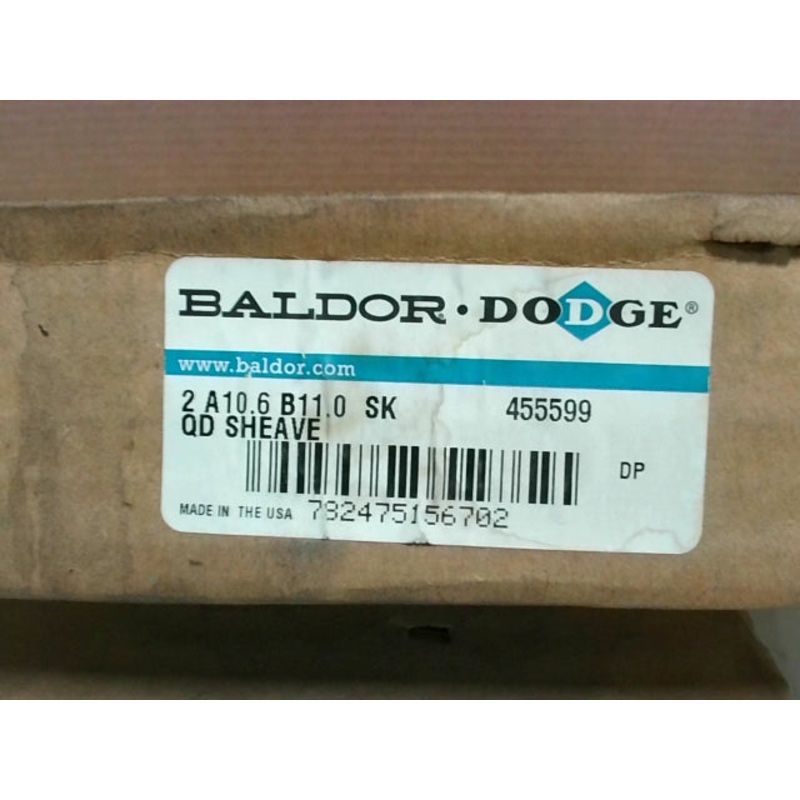 BALDOR® · DODGE®
www.baldor.com
2 A10.6 B11.0 SK 455599
QD SHEAVE
DP
MADE IN THE USA 782475156702